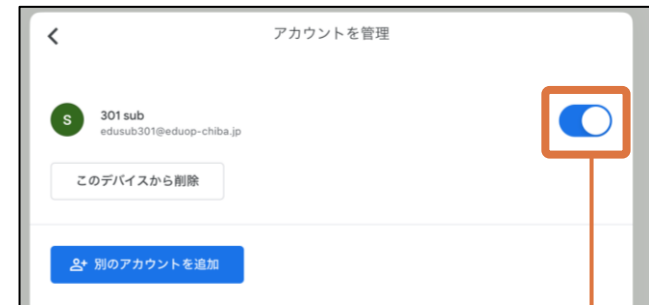 アカウントを管理
S
301 sub
edusub301@eduop-chiba.jp
このデバイスから削除
別のアカウントを追加